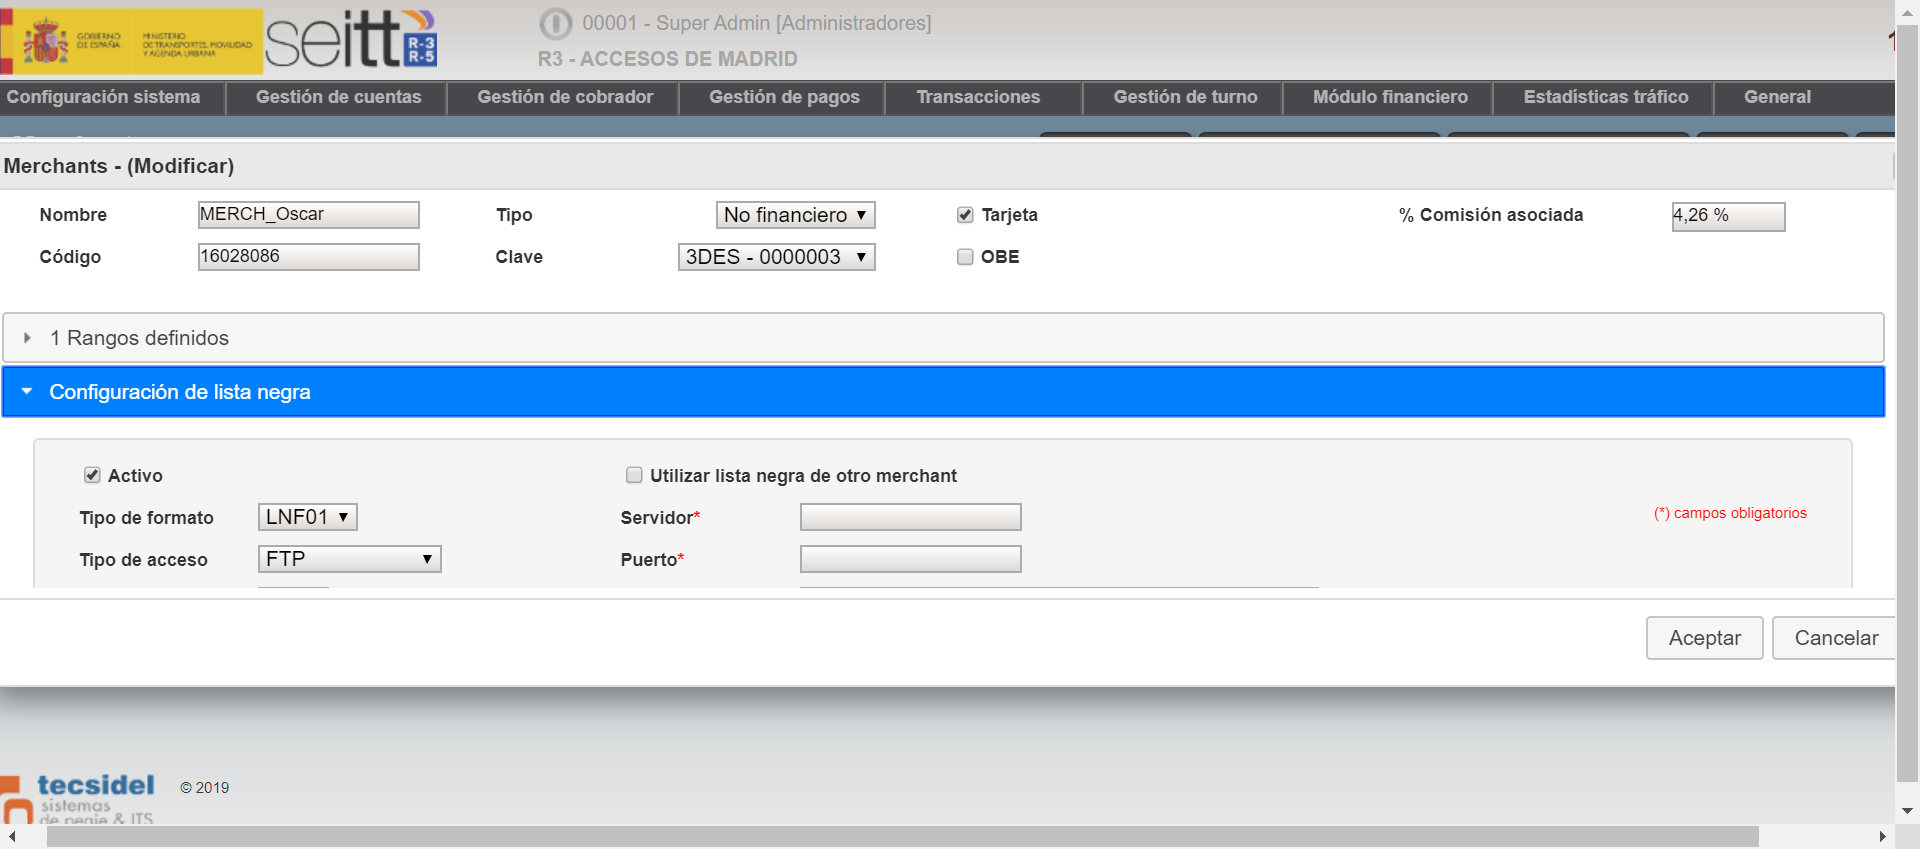 GOBIERNO DE ESPAÑA
MINISTERIO DE TRANSPORTES, MOVILIDAD Y AGENDA URBANA
seitt R-3 R-5
00001 - Super Admin [Administradores]
R3 - ACCESOS DE MADRID
Configuración sistema Gestión de cuentas Gestión de cobrador Gestión de pagos Transacciones Gestión de turno Módulo financiero Estadísticas tráfico General
Merchants - (Modificar)
Nombre MERCH_Oscar Tipo No financiero Tarjeta % Comisión asociada 4,26 %
Código 16028086 Clave 3DES - 0000003 OBE
1 Rangos definidos
Configuración de lista negra
Activo Utilizar lista negra de otro merchant
Tipo de formato LNF01 Servidor* (*) campos obligatorios
Tipo de acceso FTP Puerto*
Aceptar Cancelar
tecsidel © 2019
sistemas
de peaje & ITS